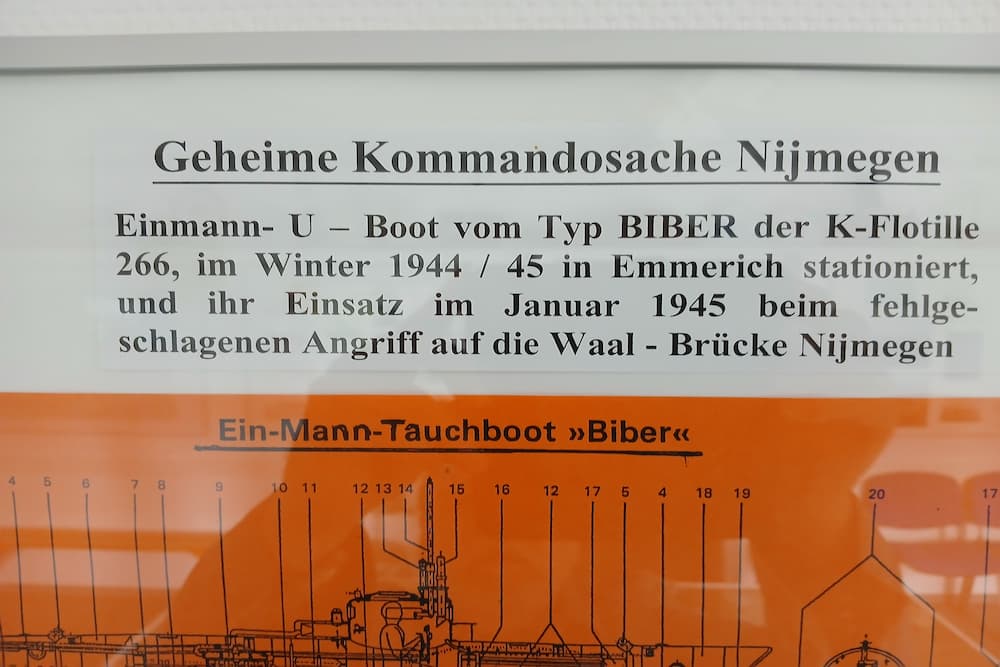 Geheime Kommandosache Nijmegen
Einmann- U – Boot vom Typ BIBER der K-Flotille
266, im Winter 1944 / 45 in Emmerich stationiert,
und ihr Einsatz im Januar 1945 beim fehlge-
schlagenen Angriff auf die Waal - Brücke Nijmegen
Ein-Mann-Tauchboot »Biber«
4 5 6 7 8 9 10 11 12 13 14 15 16 12 17 5 4 18 19 20 17